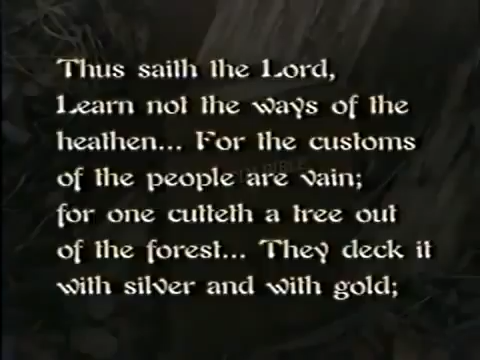 Thus saith the Lord,
Learn not the ways of the
heathen... For the customs
of the people are vain;
for one cutteth a tree out
of the forest... They deck it
with silver and with gold;